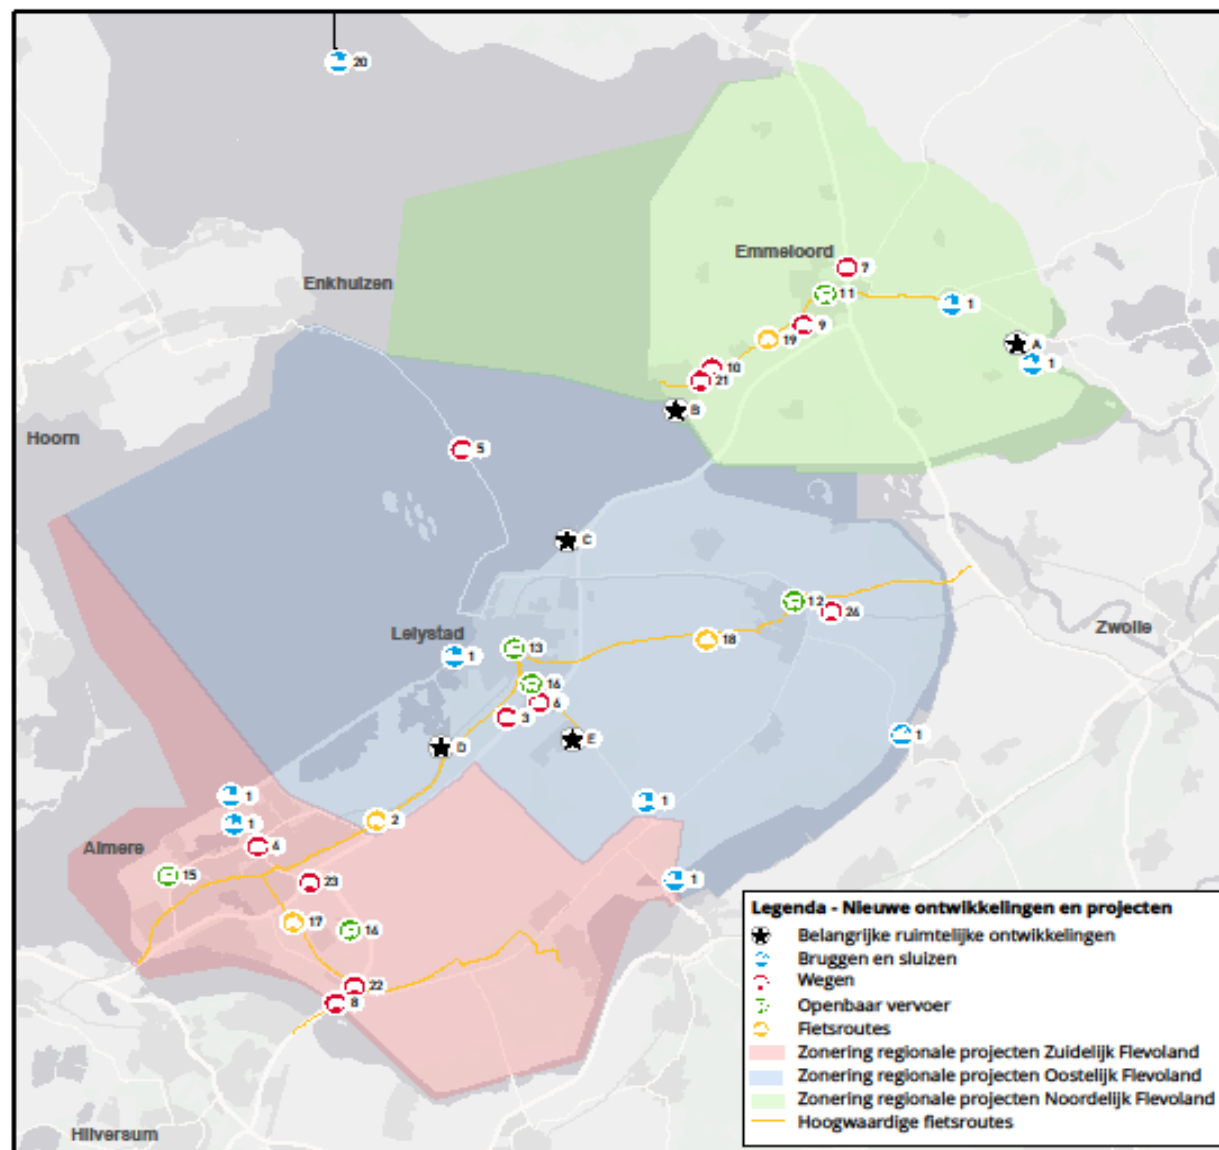 20
Emmeloord
7
Enkhuizen
11
1
9
19
A
10
1
21
B
Hoorn
5
C
12
24
Zwolle
Lelystad
18
13
1
16
6
3
1
E
D
1
1
2
1
4
Almere
15
23
1
17
14
22
8
Hilversum
Legenda - Nieuwe ontwikkelingen en projecten
Belangrijke ruimtelijke ontwikkelingen
Bruggen en sluizen
Wegen
Openbaar vervoer
Fietsroutes
Zonering regionale projecten Zuidelijk Flevoland
Zonering regionale projecten Oostelijk Flevoland
Zonering regionale projecten Noordelijk Flevoland
Hoogwaardige fietsroutes